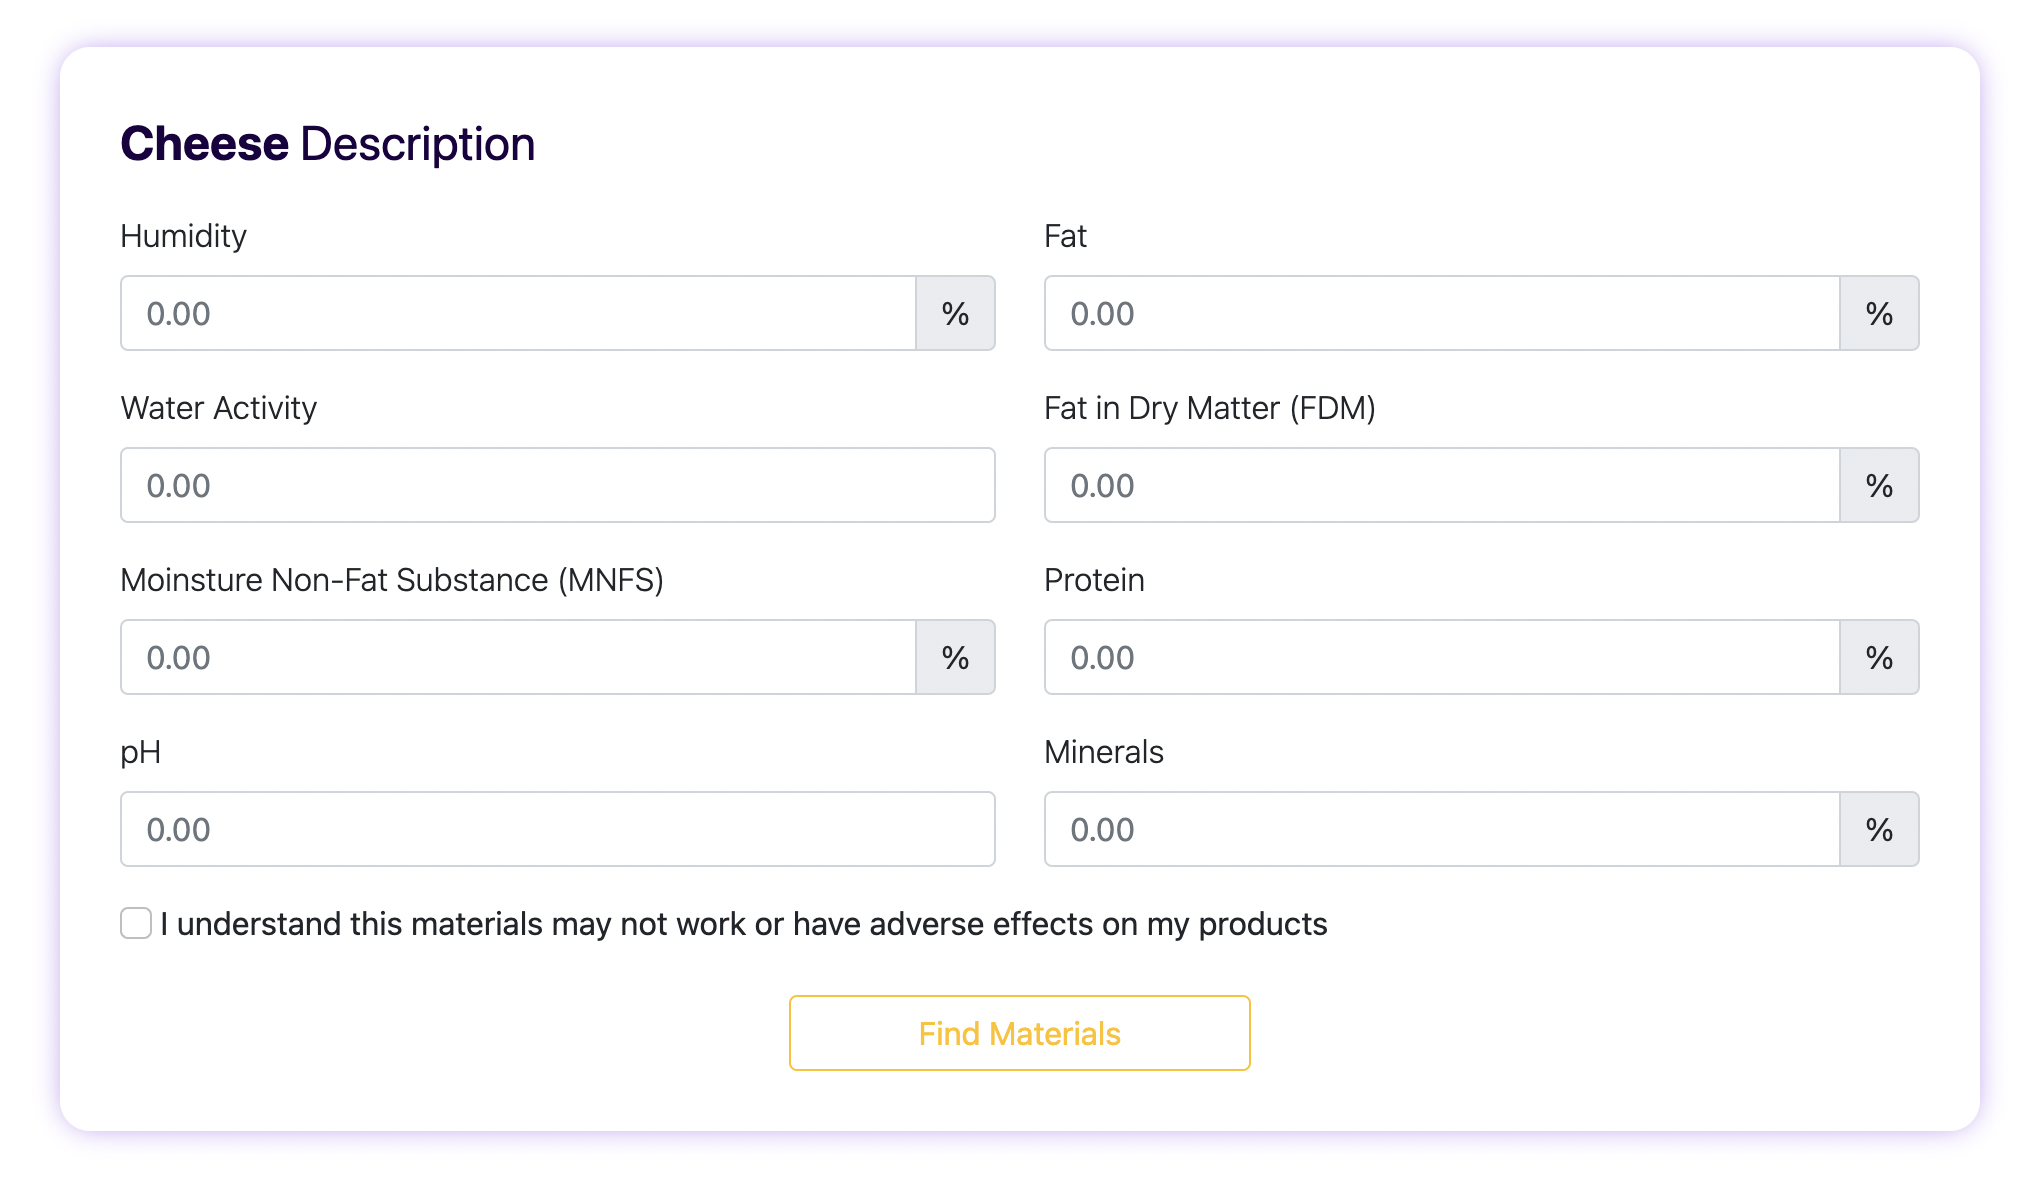 Cheese Description
Humidity
0.00 %
Fat
0.00 %
Water Activity
0.00
Fat in Dry Matter (FDM)
0.00 %
Moinsture Non-Fat Substance (MNFS)
0.00 %
Protein
0.00 %
pH
0.00
Minerals
0.00 %
I understand this materials may not work or have adverse effects on my products
Find Materials